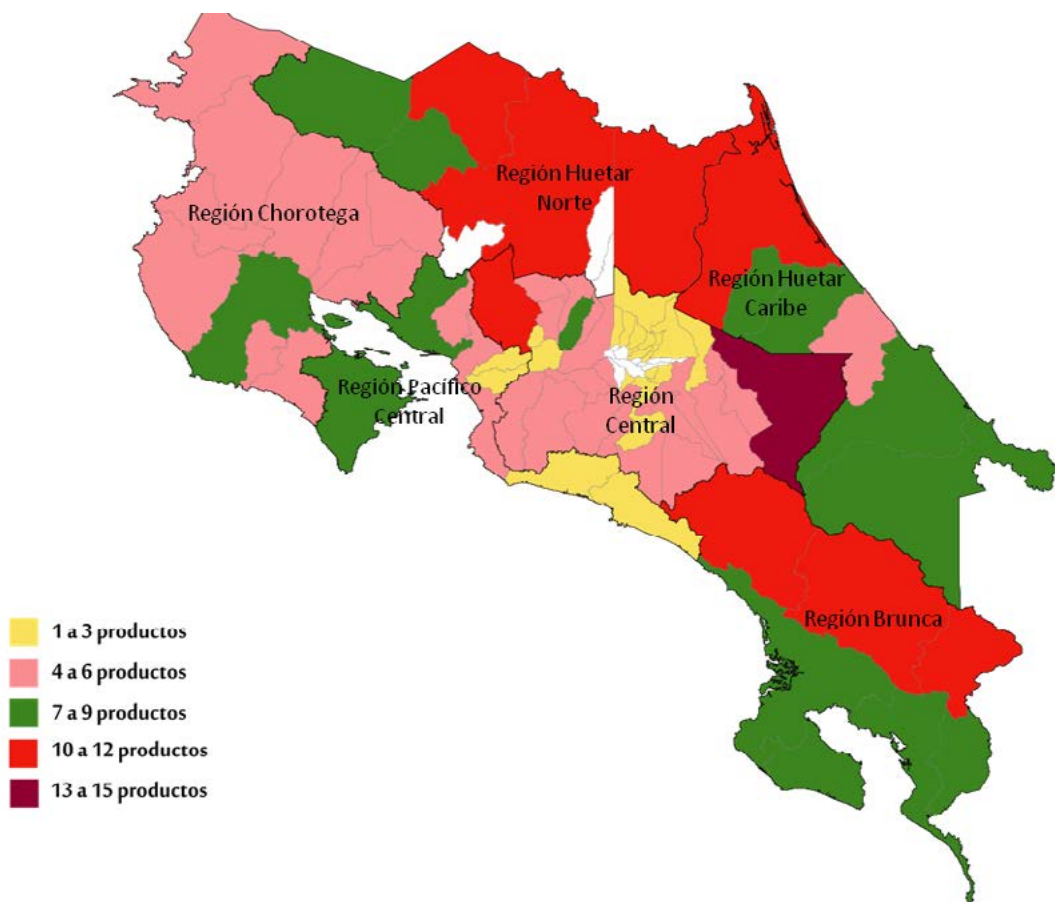 Región Huetar
Norte
Región Chorotega
Región Huetar
Caribe
Región Pacífico
Central
Región
Central
Región Brunca
1 a 3 productos
4 a 6 productos
7 a 9 productos
10 a 12 productos
13 a 15 productos